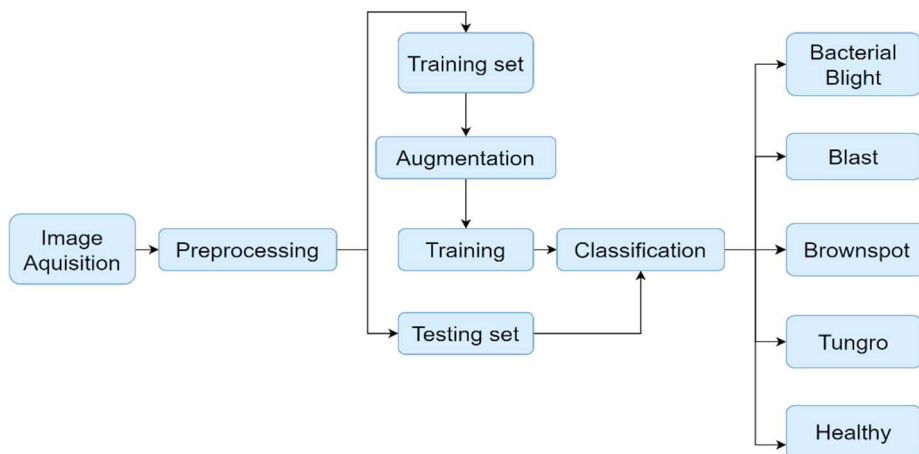 Image
Aquisition
Preprocessing
Training set
Augmentation
Training
Testing set
Classification
Bacterial
Blight
Blast
Brownspot
Tungro
Healthy